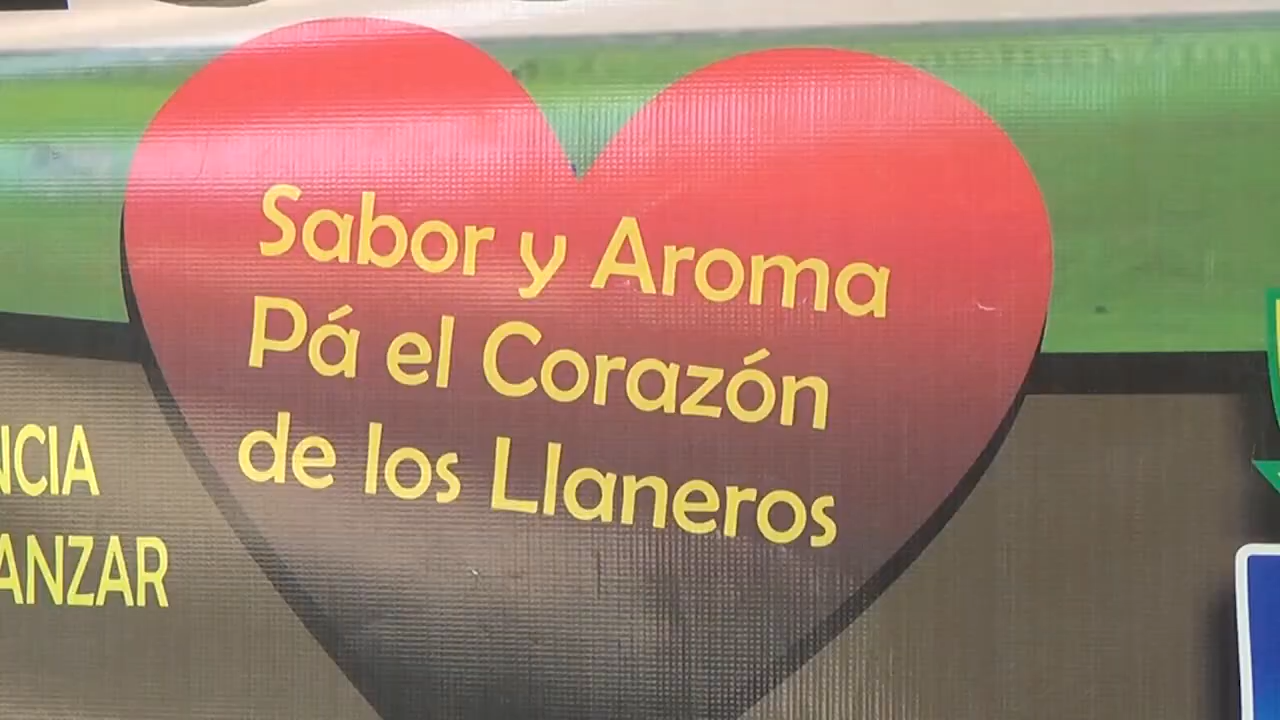 Sabor y Aroma
Pá el Corazón
de los Llaneros
NCIA
ANZAR